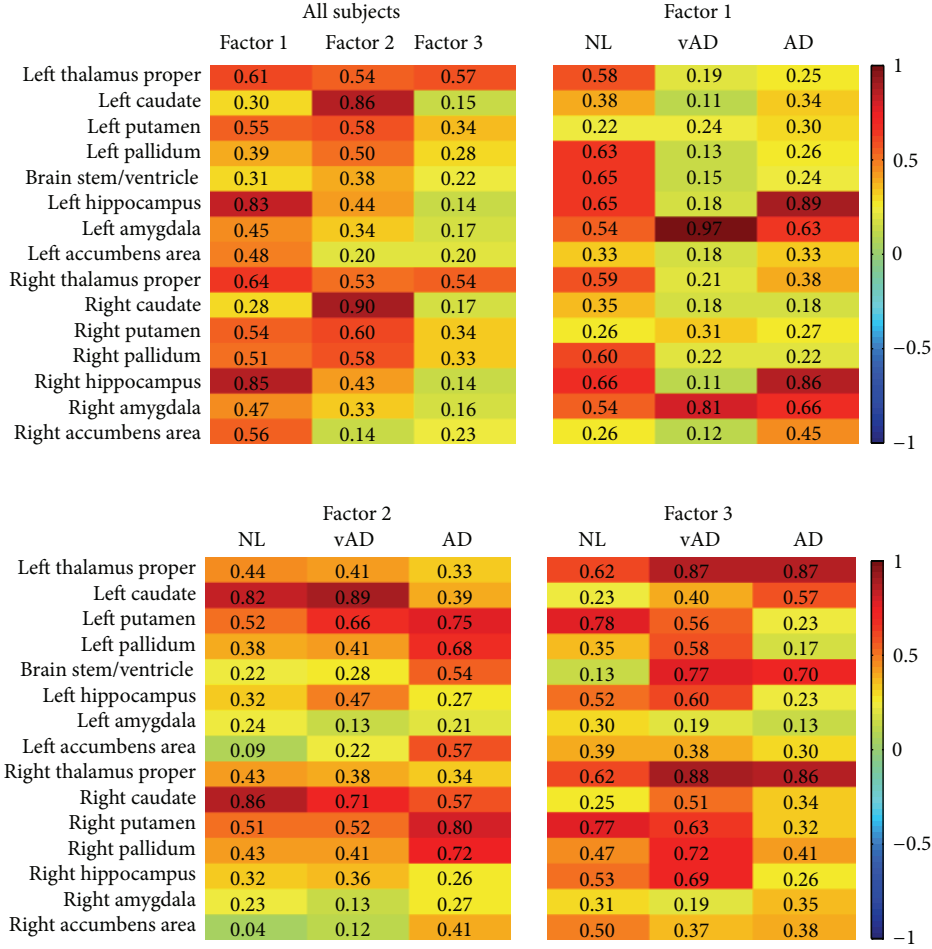 All subjects Factor 1
Factor 1 Factor 2 Factor 3 NL vAD AD
Left thalamus proper 0.61 0.54 0.57 0.58 0.19 0.25 1
Left caudate 0.30 0.86 0.15 0.38 0.11 0.34
Left putamen 0.55 0.58 0.34 0.22 0.24 0.30
Left pallidum 0.39 0.50 0.28 0.63 0.13 0.26 0.5
Brain stem/ventricle 0.31 0.38 0.22 0.65 0.15 0.24
Left hippocampus 0.83 0.44 0.14 0.65 0.18 0.89
Left amygdala 0.45 0.34 0.17 0.54 0.97 0.63
Left accumbens area 0.48 0.20 0.20 0.33 0.18 0.33 0
Right thalamus proper 0.64 0.53 0.54 0.59 0.21 0.38
Right caudate 0.28 0.90 0.17 0.35 0.18 0.18
Right putamen 0.54 0.60 0.34 0.26 0.31 0.27
Right pallidum 0.51 0.58 0.33 0.60 0.22 0.22 −0.5
Right hippocampus 0.85 0.43 0.14 0.66 0.11 0.86
Right amygdala 0.47 0.33 0.16 0.54 0.81 0.66
Right accumbens area 0.56 0.14 0.23 0.26 0.12 0.45 −1
Factor 2 Factor 3
NL vAD AD NL vAD AD
Left thalamus proper 0.44 0.41 0.33 0.62 0.87 0.87 1
Left caudate 0.82 0.89 0.39 0.23 0.40 0.57
Left putamen 0.52 0.66 0.75 0.78 0.56 0.23
Left pallidum 0.38 0.41 0.68 0.35 0.58 0.17 0.5
Brain stem/ventricle 0.22 0.28 0.54 0.13 0.77 0.70
Left hippocampus 0.32 0.47 0.27 0.52 0.60 0.23
Left amygdala 0.24 0.13 0.21 0.30 0.19 0.13
Left accumbens area 0.09 0.22 0.57 0.39 0.38 0.30 0
Right thalamus proper 0.43 0.38 0.34 0.62 0.88 0.86
Right caudate 0.86 0.71 0.57 0.25 0.51 0.34
Right putamen 0.51 0.52 0.80 0.77 0.63 0.32
Right pallidum 0.43 0.41 0.72 0.47 0.72 0.41 −0.5
Right hippocampus 0.32 0.36 0.26 0.53 0.69 0.26
Right amygdala 0.23 0.13 0.27 0.31 0.19 0.35
Right accumbens area 0.04 0.12 0.41 0.50 0.37 0.38 −1